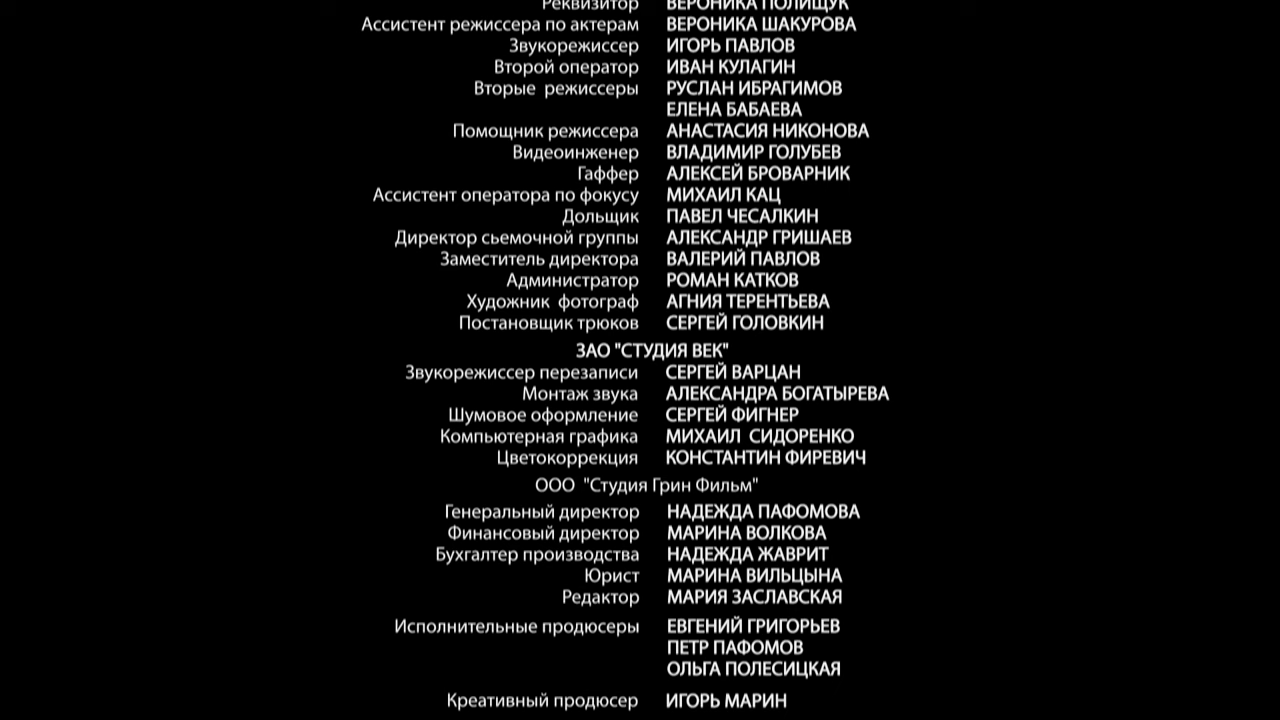 Реквизитор ВЕРОНИКА ПОЛИЩУК
Ассистент режиссера по актерам ВЕРОНИКА ШАКУРОВА
Звукорежиссер ИГОРЬ ПАВЛОВ
Второй оператор ИВАН КУЛАГИН
Вторые режиссеры РУСЛАН ИБРАГИМОВ
ЕЛЕНА БАБАЕВА
Помощник режиссера АНАСТАСИЯ НИКОНОВА
Видеоинженер ВЛАДИМИР ГОЛУБЕВ
Гаффер АЛЕКСЕЙ БРОВАРНИК
Ассистент оператора по фокусу МИХАИЛ КАЦ
Дольщик ПАВЕЛ ЧЕСАЛКИН
Директор сьемочной группы АЛЕКСАНДР ГРИШАЕВ
Заместитель директора ВАЛЕРИЙ ПАВЛОВ
Администратор РОМАН КАТКОВ
Художник фотограф АГНИЯ ТЕРЕНТЬЕВА
Постановщик трюков СЕРГЕЙ ГОЛОВКИН
ЗАО "СТУДИЯ ВЕК"
Звукорежиссер перезаписи СЕРГЕЙ ВАРЦАН
Монтаж звука АЛЕКСАНДРА БОГАТЫРЕВА
Шумовое оформление СЕРГЕЙ ФИГНЕР
Компьютерная графика МИХАИЛ СИДОРЕНКО
Цветокоррекция КОНСТАНТИН ФИРЕВИЧ
ООО "Студия Грин Фильм"
Генеральный директор НАДЕЖДА ПАФОМОВА
Финансовый директор МАРИНА ВОЛКОВА
Бухгалтер производства НАДЕЖДА ЖАВРИТ
Юрист МАРИНА ВИЛЬЦЫНА
Редактор МАРИЯ ЗАСЛАВСКАЯ
Исполнительные продюсеры ЕВГЕНИЙ ГРИГОРЬЕВ
ПЕТР ПАФОМОВ
ОЛЬГА ПОЛЕСИЦКАЯ
Креативный продюсер ИГОРЬ МАРИН